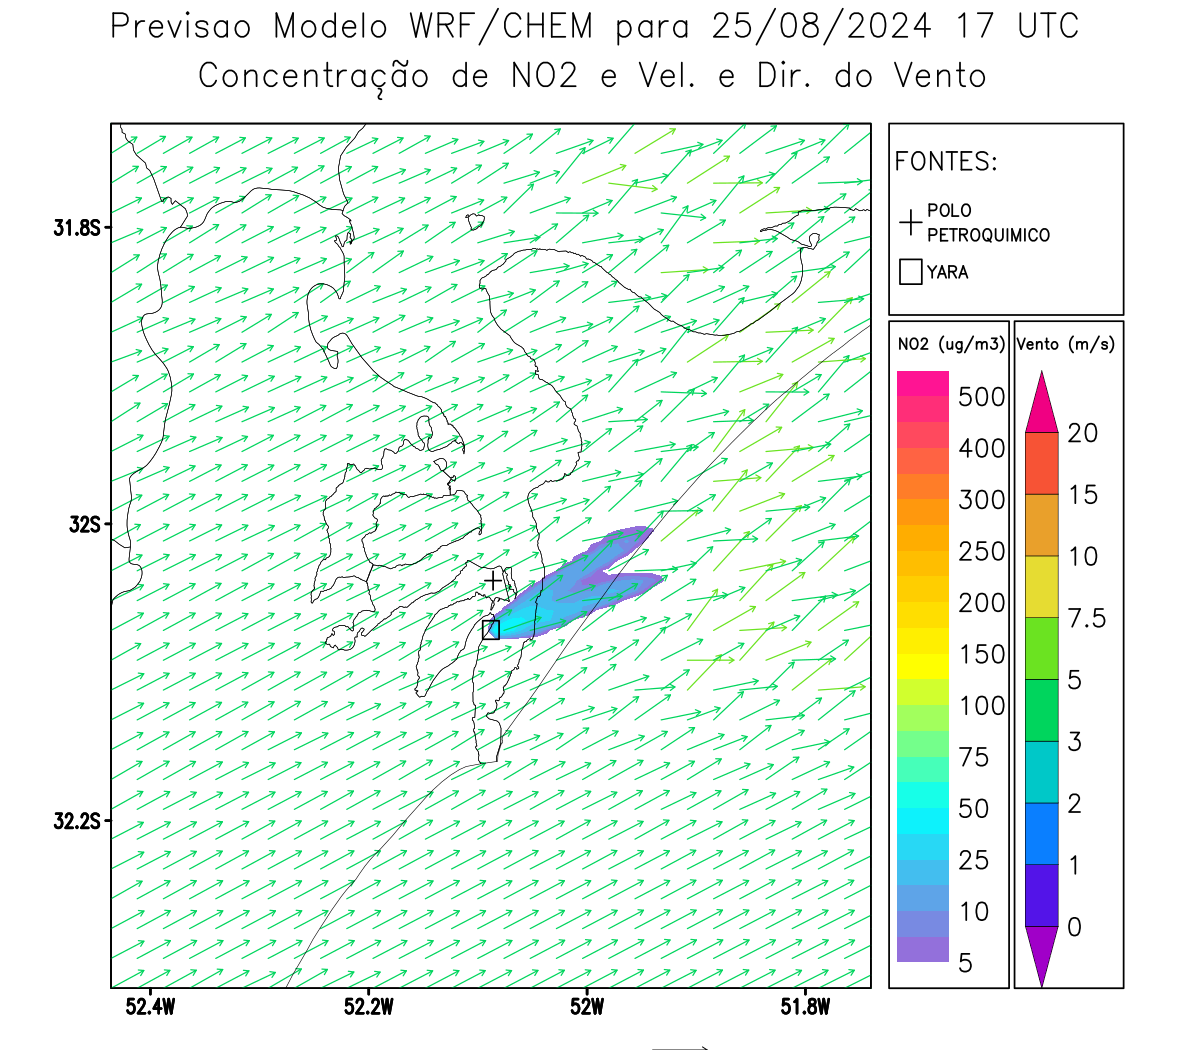 Previsao Modelo WRF/CHEM para 25/08/2024 17 UTC
Concentração de NO2 e Vel. e Dir. do Vento
FONTES:
POLO
PETROQUIMICO
YARA
NO2 (ug/m3)
500
400
300
250
200
150
100
75
50
25
10
5
Vento (m/s)
20
15
10
7.5
5
3
2
1
0
31.8S
32S
32.2S
52.4W
52.2W
52W
51.8W